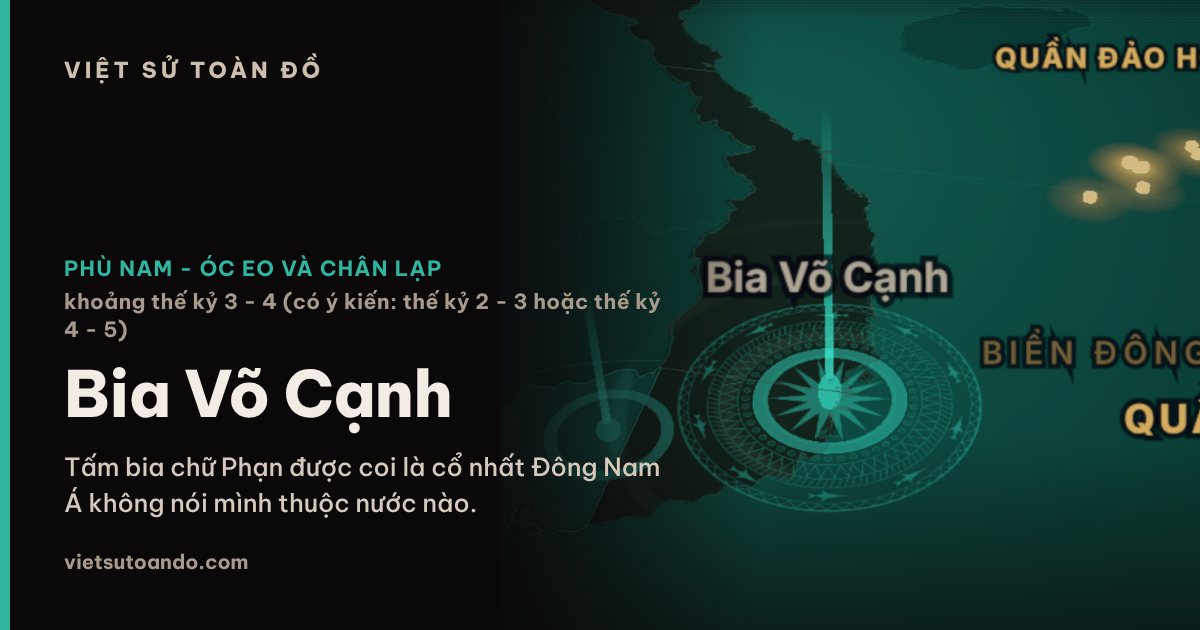 VIỆT SỬ TOÀN ĐỒ
PHÙ NAM - ÓC EO VÀ CHÂN LẠP
khoảng thế kỷ 3 - 4 (có ý kiến: thế kỷ 2 - 3 hoặc thế kỷ
4 - 5)
Bia Võ Cạnh
Tấm bia chữ Phạn được coi là cổ nhất Đông Nam
Á không nói mình thuộc nước nào.
vietsutoando.com
QUẦN ĐẢO H
Bia Võ Cạnh
BIỂN ĐÔNG
QUẦ